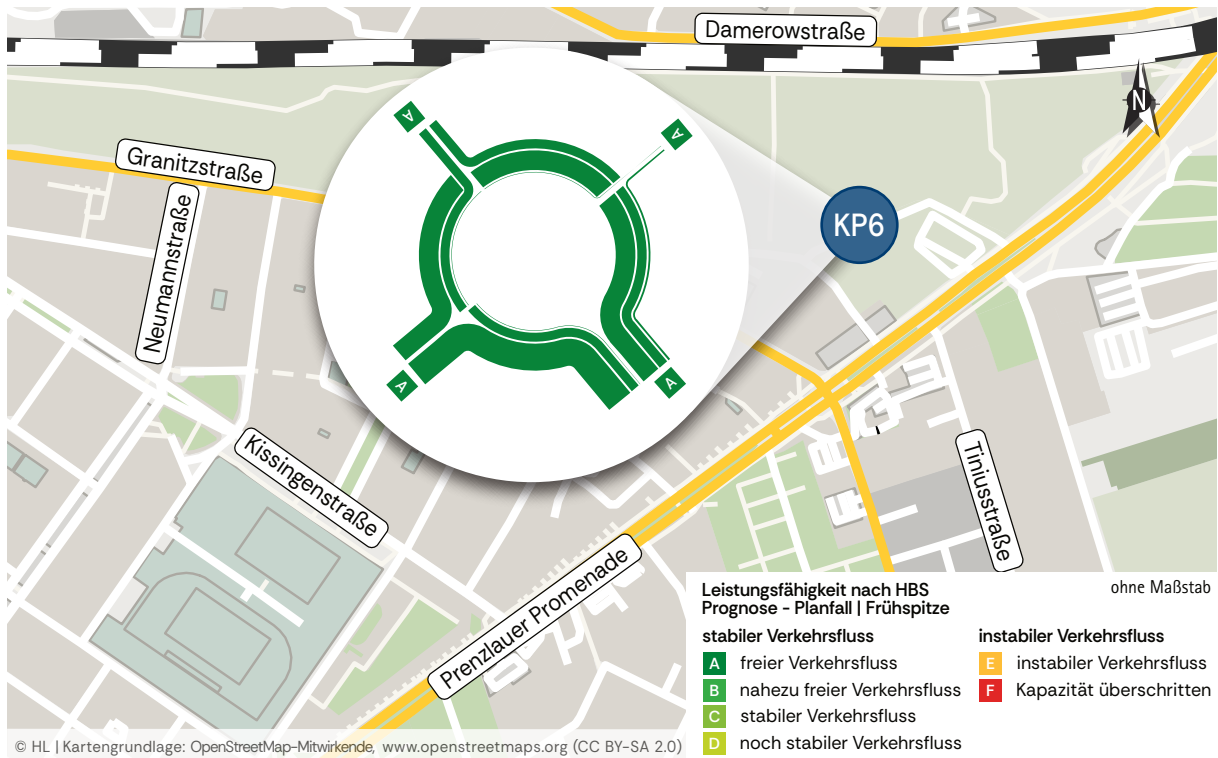 Damerowstraße
N
A
A
Granitzstraße
Neumannstraße
KP6
A
A
Kissingenstraße
Tiniusstraße
Prenzlauer Promenade
Leistungsfähigkeit nach HBS
Prognose - Planfall | Frühspitze
ohne Maßstab
stabiler Verkehrsfluss
A freier Verkehrsfluss
B nahezu freier Verkehrsfluss
C stabiler Verkehrsfluss
D noch stabiler Verkehrsfluss
instabiler Verkehrsfluss
E instabiler Verkehrsfluss
F Kapazität überschritten
© HL | Kartengrundlage: OpenStreetMap-Mitwirkende, www.openstreetmaps.org (CC BY-SA 2.0)